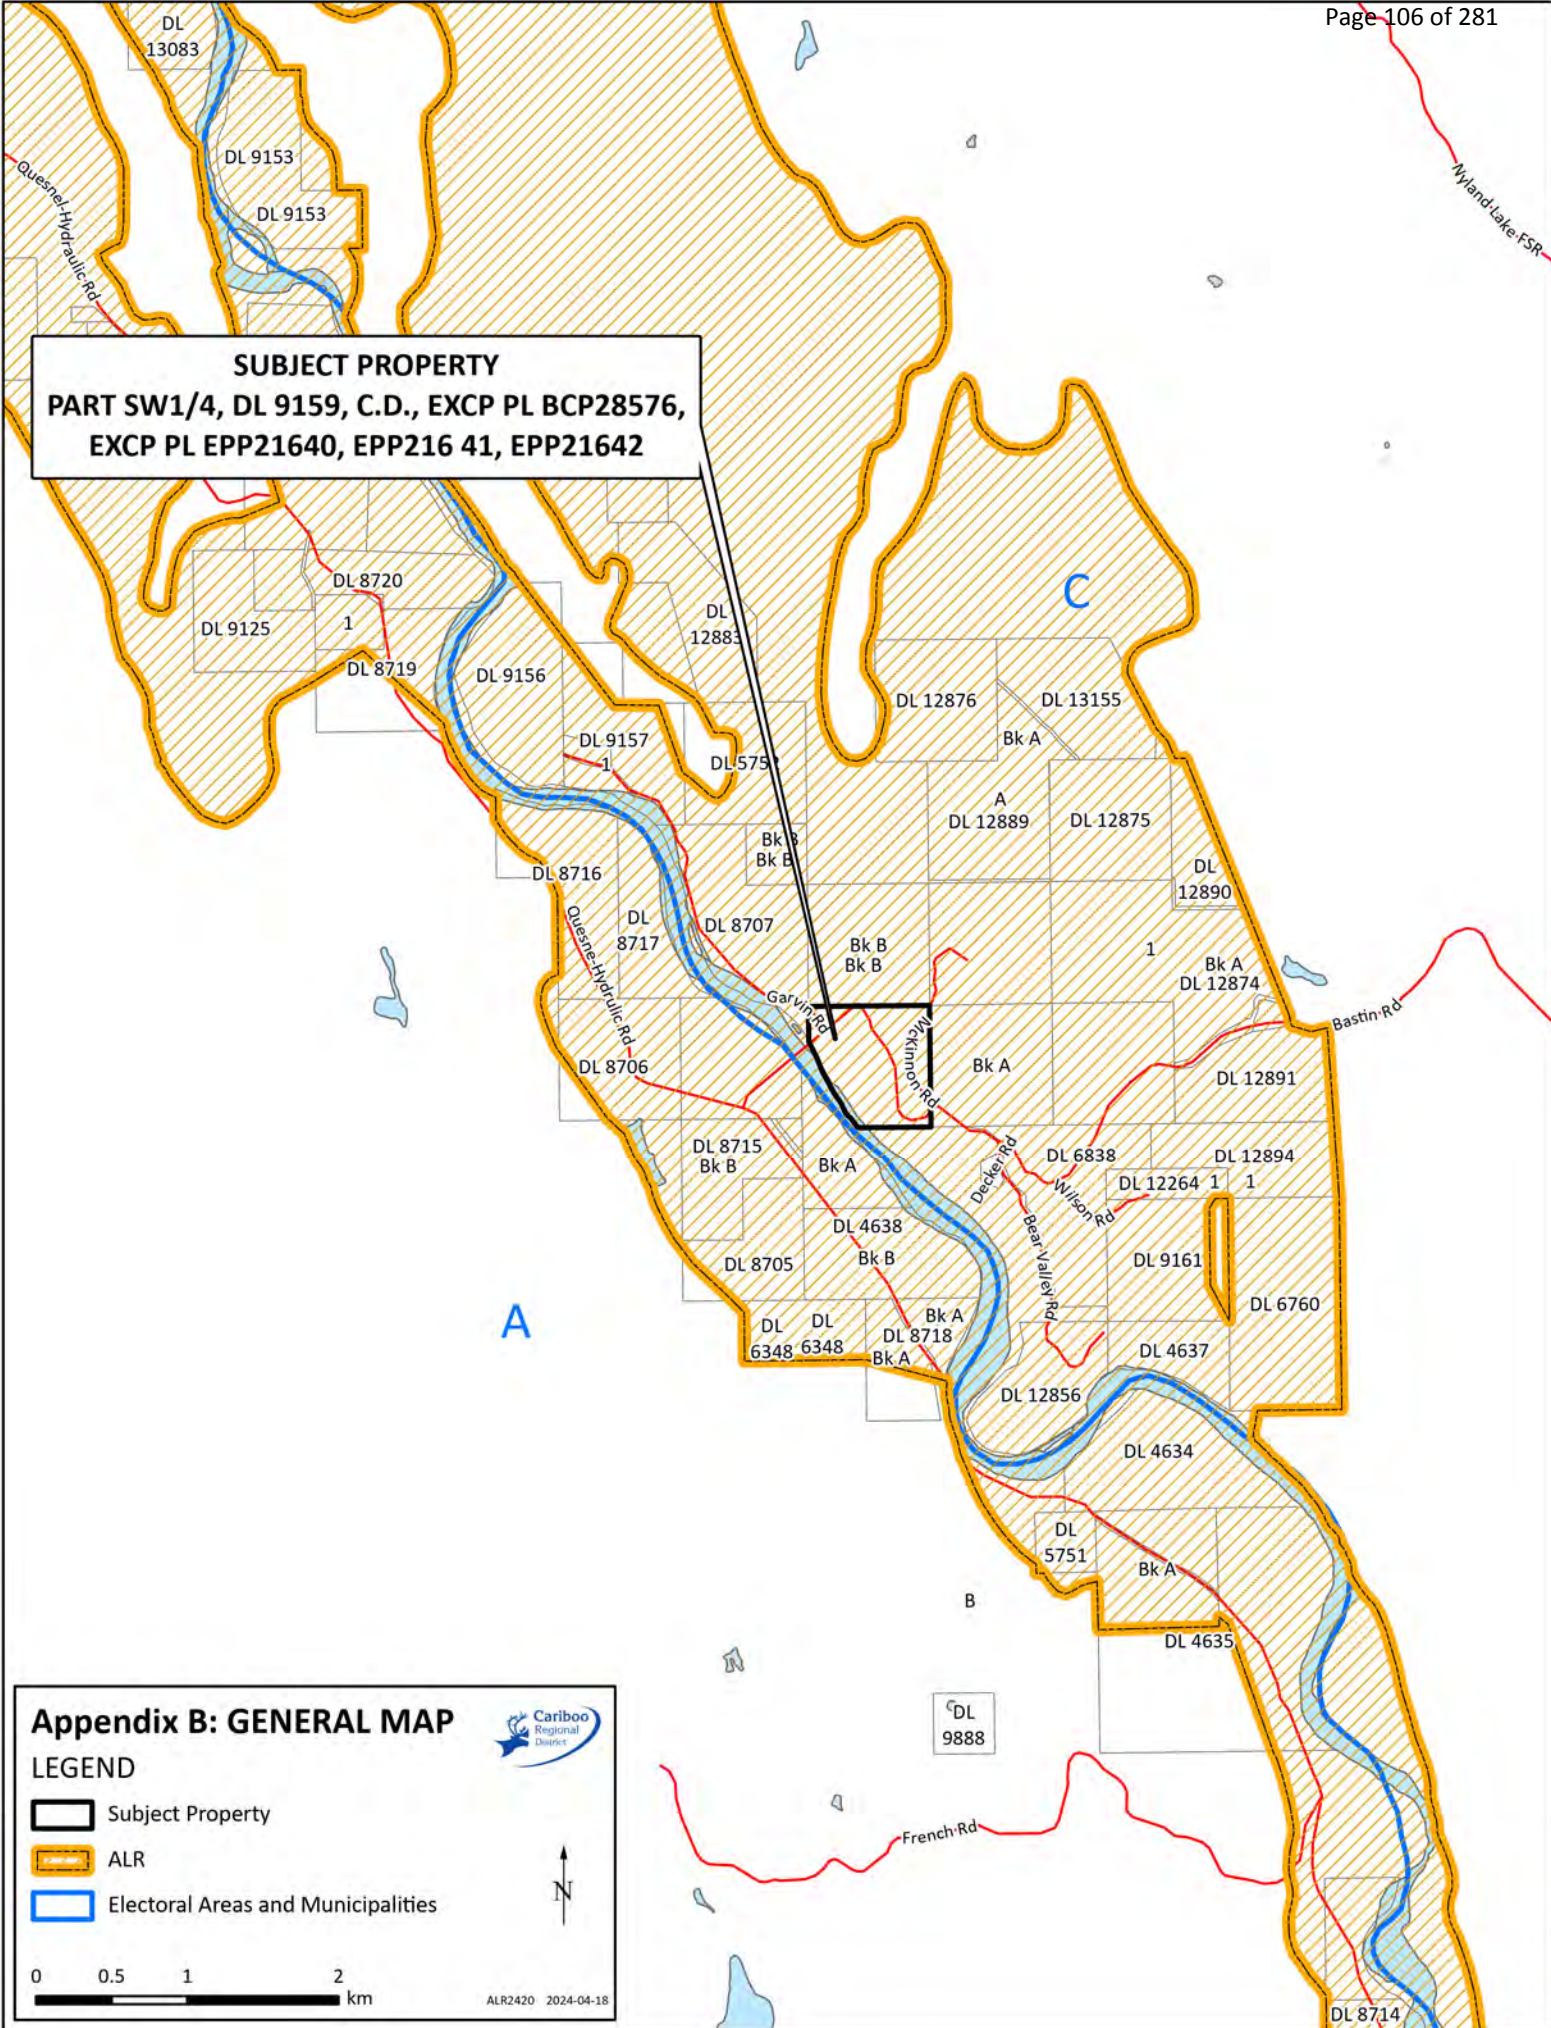 Page 106 of 281
DL
13083
DL 9153
DL 9153
Quesnel-Hydraulic Rd
Nyland Lake FSR
SUBJECT PROPERTY
PART SW1/4, DL 9159, C.D., EXCP PL BCP28576,
EXCP PL EPP21640, EPP216 41, EPP21642
DL 8720
DL 9125
1
DL 8719
DL 9156
DL
12883
C
DL 12876
DL 13155
Bk A
DL 9157
1
DL 5752
A
DL 12889
DL 12875
Bk B
Bk B
DL 8716
DL
12890
DL
8717
DL 8707
Quesne-Hydrulic Rd
Bk B
Bk B
1
Bk A
DL 12874
Garvin Rd
McKinnon Rd
Bastin Rd
DL 8706
Bk A
DL 12891
DL 8715
Bk B
Bk A
Decker Rd
DL 6838
DL 12894
DL 12264
1
1
Wilson Rd
DL 4638
Bear Valley Rd
Bk B
DL 8705
DL 9161
DL 6760
A
DL
6348
DL
6348
Bk A
DL 8718
Bk A
DL 4637
DL 12856
DL 4634
DL
5751
Bk A
B
DL 4635
C
DL
9888
French Rd
DL 8714
Appendix B: GENERAL MAP
Cariboo
Regional
District
LEGEND
Subject Property
ALR
Electoral Areas and Municipalities
N
0 0.5 1 2
km
ALR2420 2024-04-18